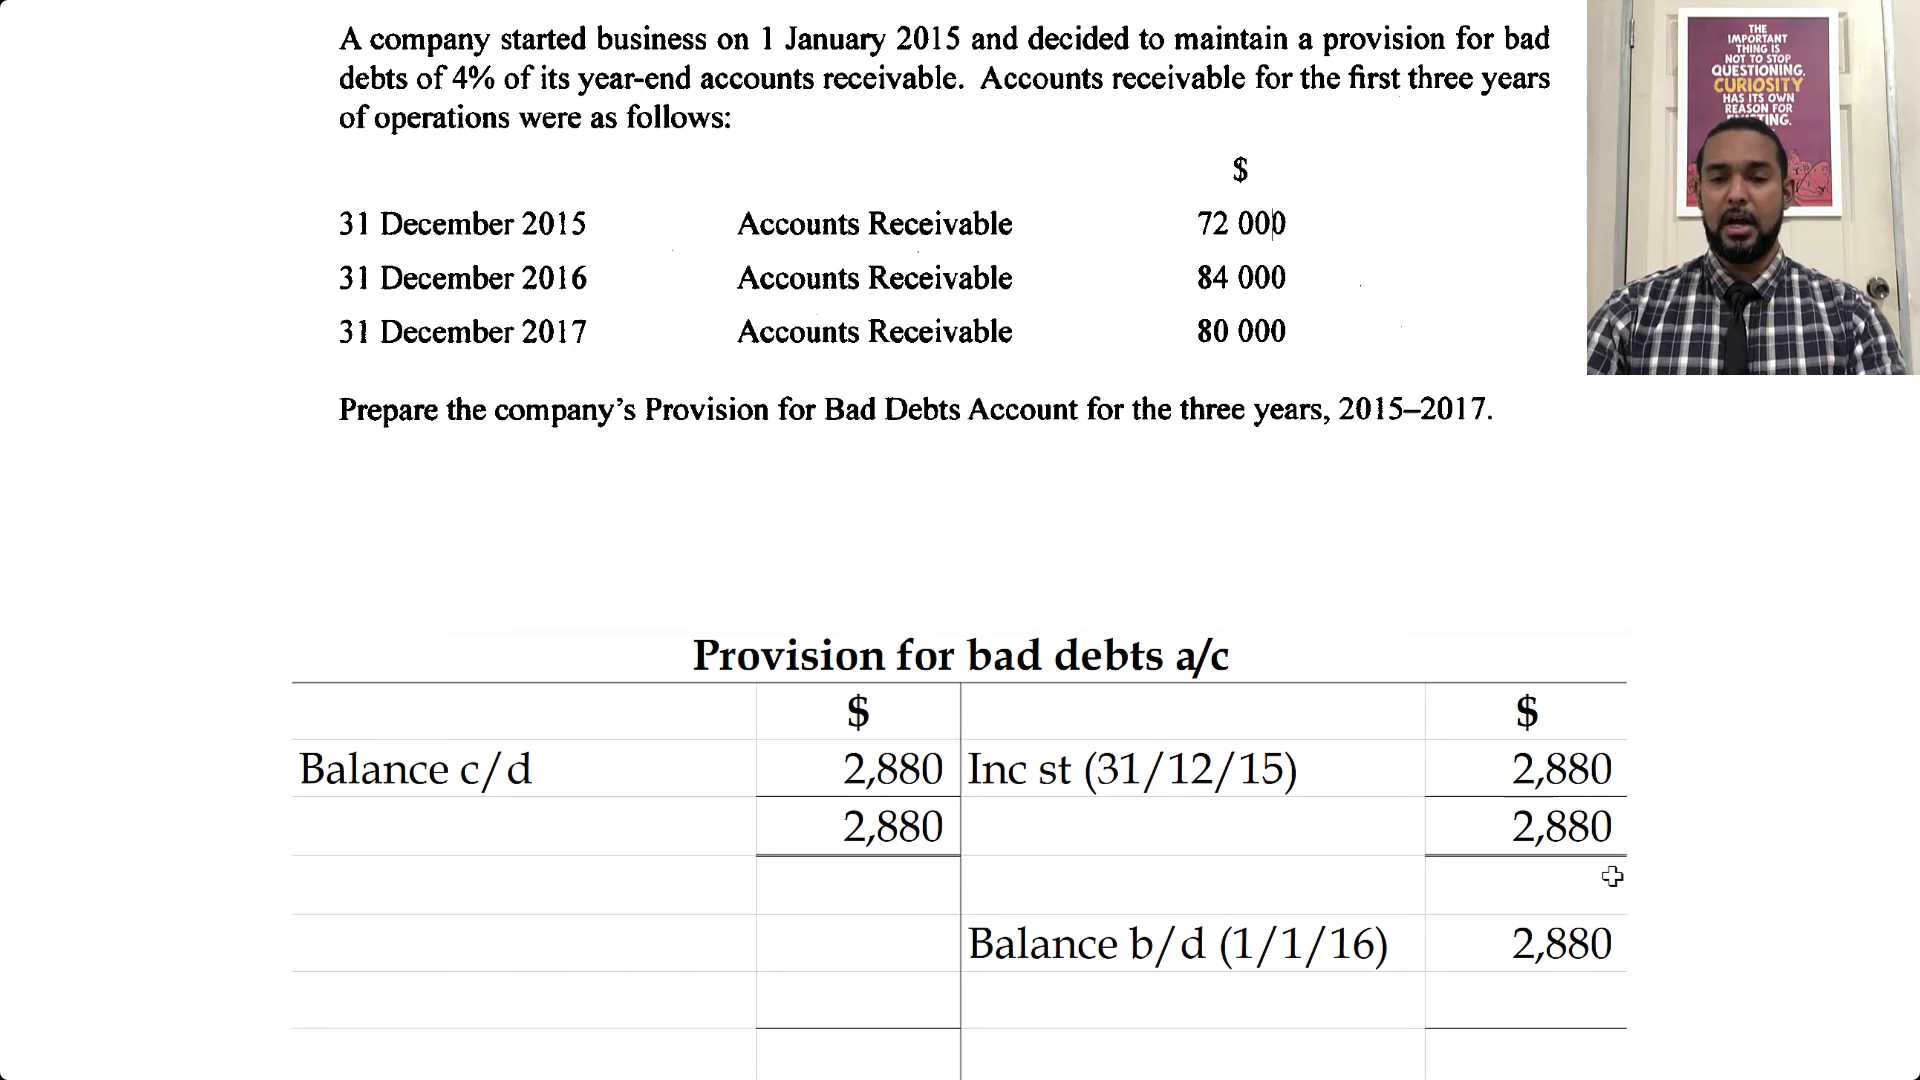 A company started business on 1 January 2015 and decided to maintain a provision for bad
debts of 4% of its year-end accounts receivable. Accounts receivable for the first three years
of operations were as follows:
$
31 December 2015 Accounts Receivable 72 000
31 December 2016 Accounts Receivable 84 000
31 December 2017 Accounts Receivable 80 000
Prepare the company's Provision for Bad Debts Account for the three years, 2015–2017.
THE
IMPORTANT
THING IS
NOT TO STOP
QUESTIONING.
CURIOSITY
HAS ITS OWN
REASON FOR
Provision for bad debts a/c
$ $
Balance c/d 2,880 Inc st (31/12/15) 2,880
2,880 2,880
Balance b/d (1/1/16) 2,880